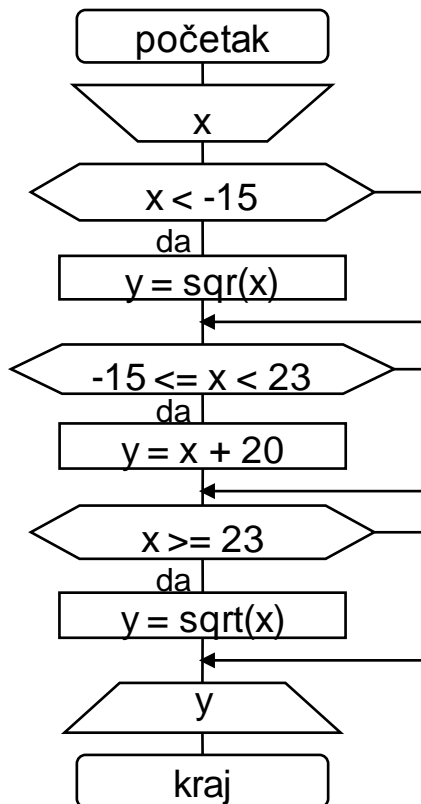 početak
x
x < -15
da
y = sqr(x)
-15 <= x < 23
da
y = x + 20
x >= 23
da
y = sqrt(x)
y
kraj